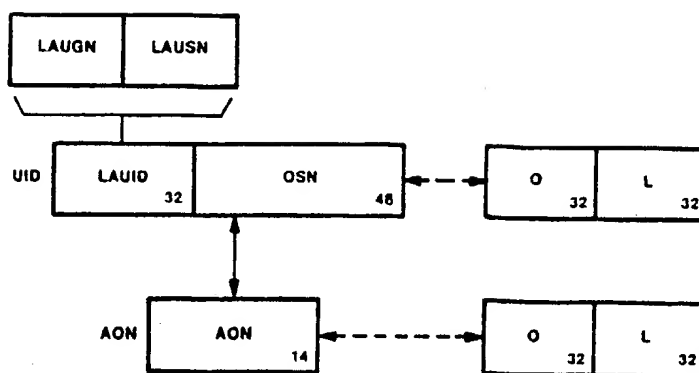 LAUGN LAUSN
UID LAUID 32 OSN 48 O 32 L 32
AON AON 14 O 32 L 32